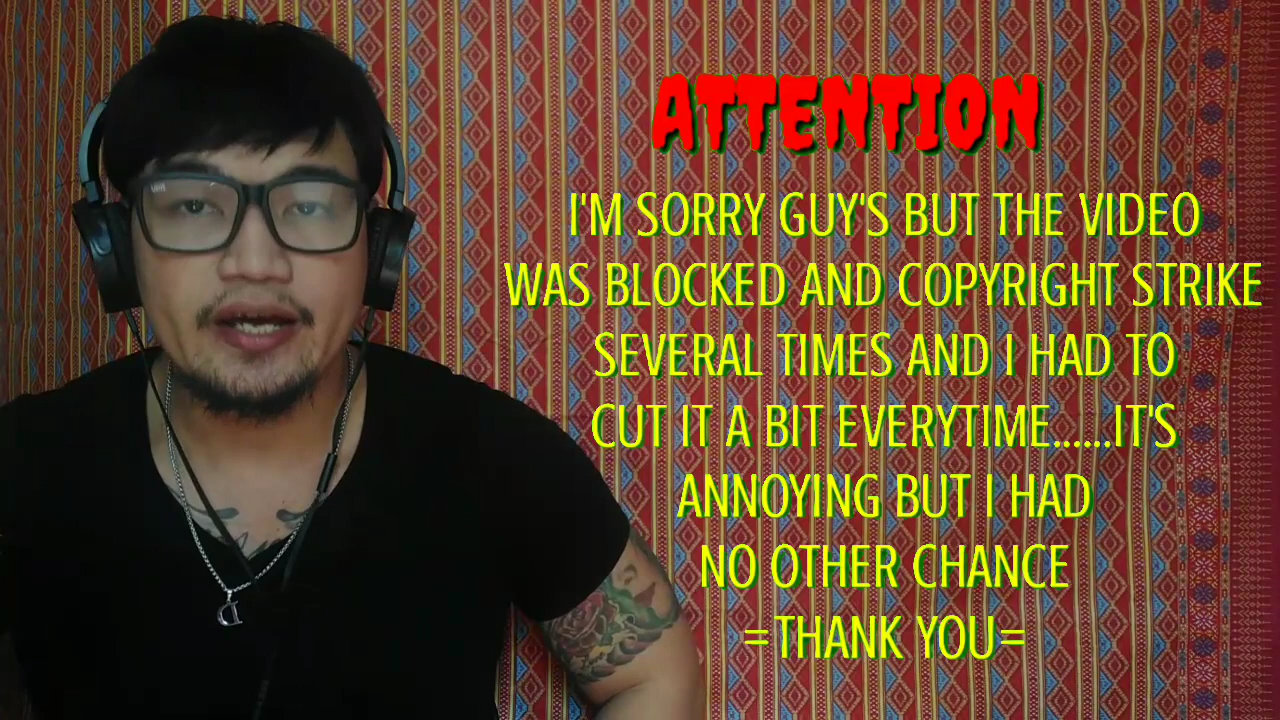 ATTENTION
I'M SORRY GUY'S BUT THE VIDEO
WAS BLOCKED AND COPYRIGHT STRIKE
SEVERAL TIMES AND I HAD TO
CUT IT A BIT EVERYTIME......IT'S
ANNOYING BUT I HAD
NO OTHER CHANCE
=THANK YOU=